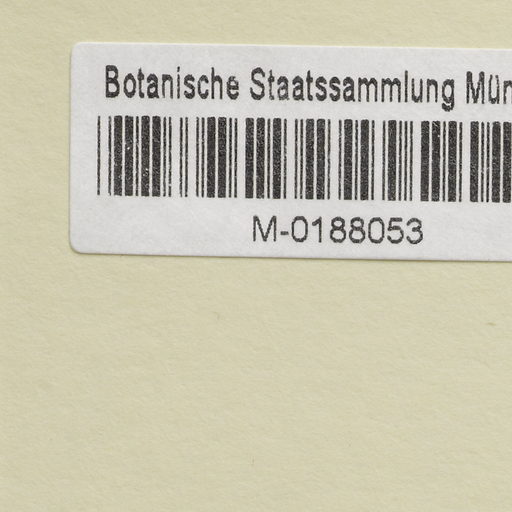 Botanische Staatssammlung Mün
M-0188053